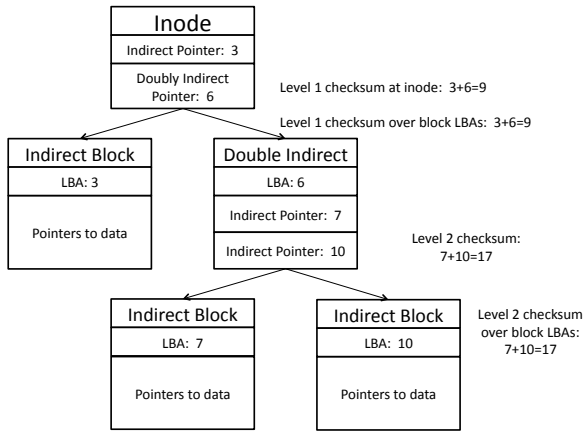 Inode
Indirect Pointer: 3
Doubly Indirect
Pointer: 6
Level 1 checksum at inode: 3+6=9
Level 1 checksum over block LBAs: 3+6=9
Indirect Block
LBA: 3
Pointers to data
Double Indirect
LBA: 6
Indirect Pointer: 7
Indirect Pointer: 10
Level 2 checksum:
7+10=17
Indirect Block
LBA: 7
Pointers to data
Indirect Block
LBA: 10
Pointers to data
Level 2 checksum
over block LBAs:
7+10=17